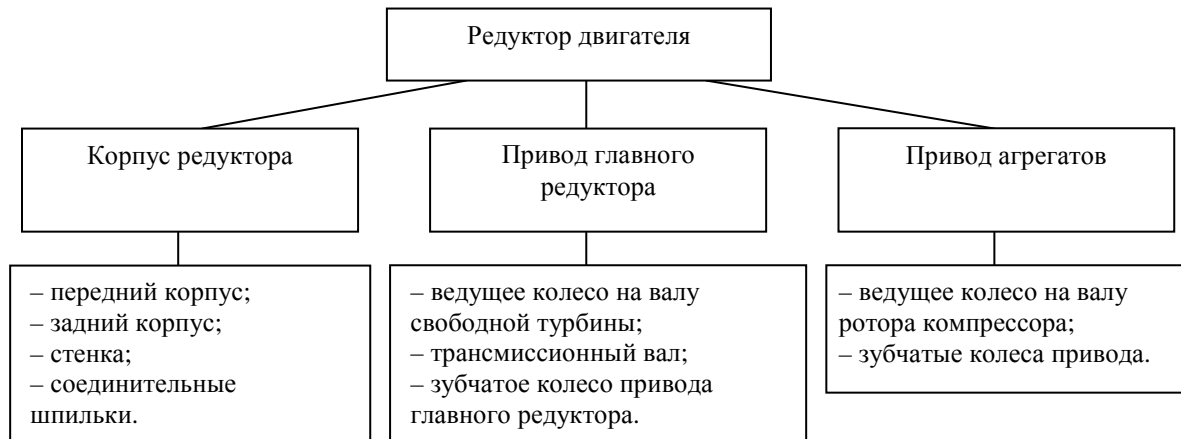 Редуктор двигателя
Корпус редуктора
Привод главного
редуктора
Привод агрегатов
– передний корпус;
– задний корпус;
– стенка;
– соединительные
шпильки.
– ведущее колесо на валу
свободной турбины;
– трансмиссионный вал;
– зубчатое колесо привода
главного редуктора.
– ведущее колесо на валу
ротора компрессора;
– зубчатые колеса привода.